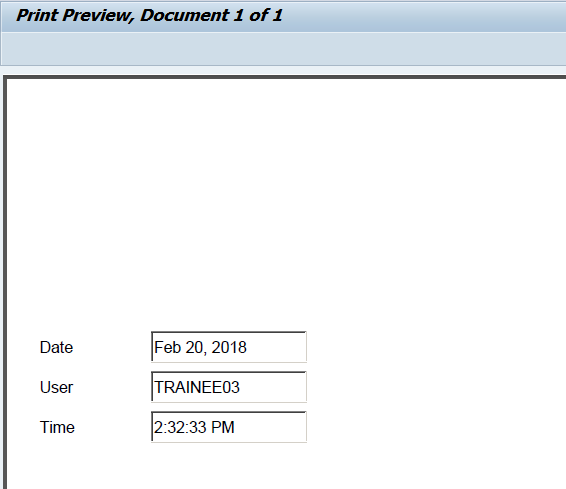 Print Preview, Document 1 of 1
Date Feb 20, 2018
User TRAINEE03
Time 2:32:33 PM